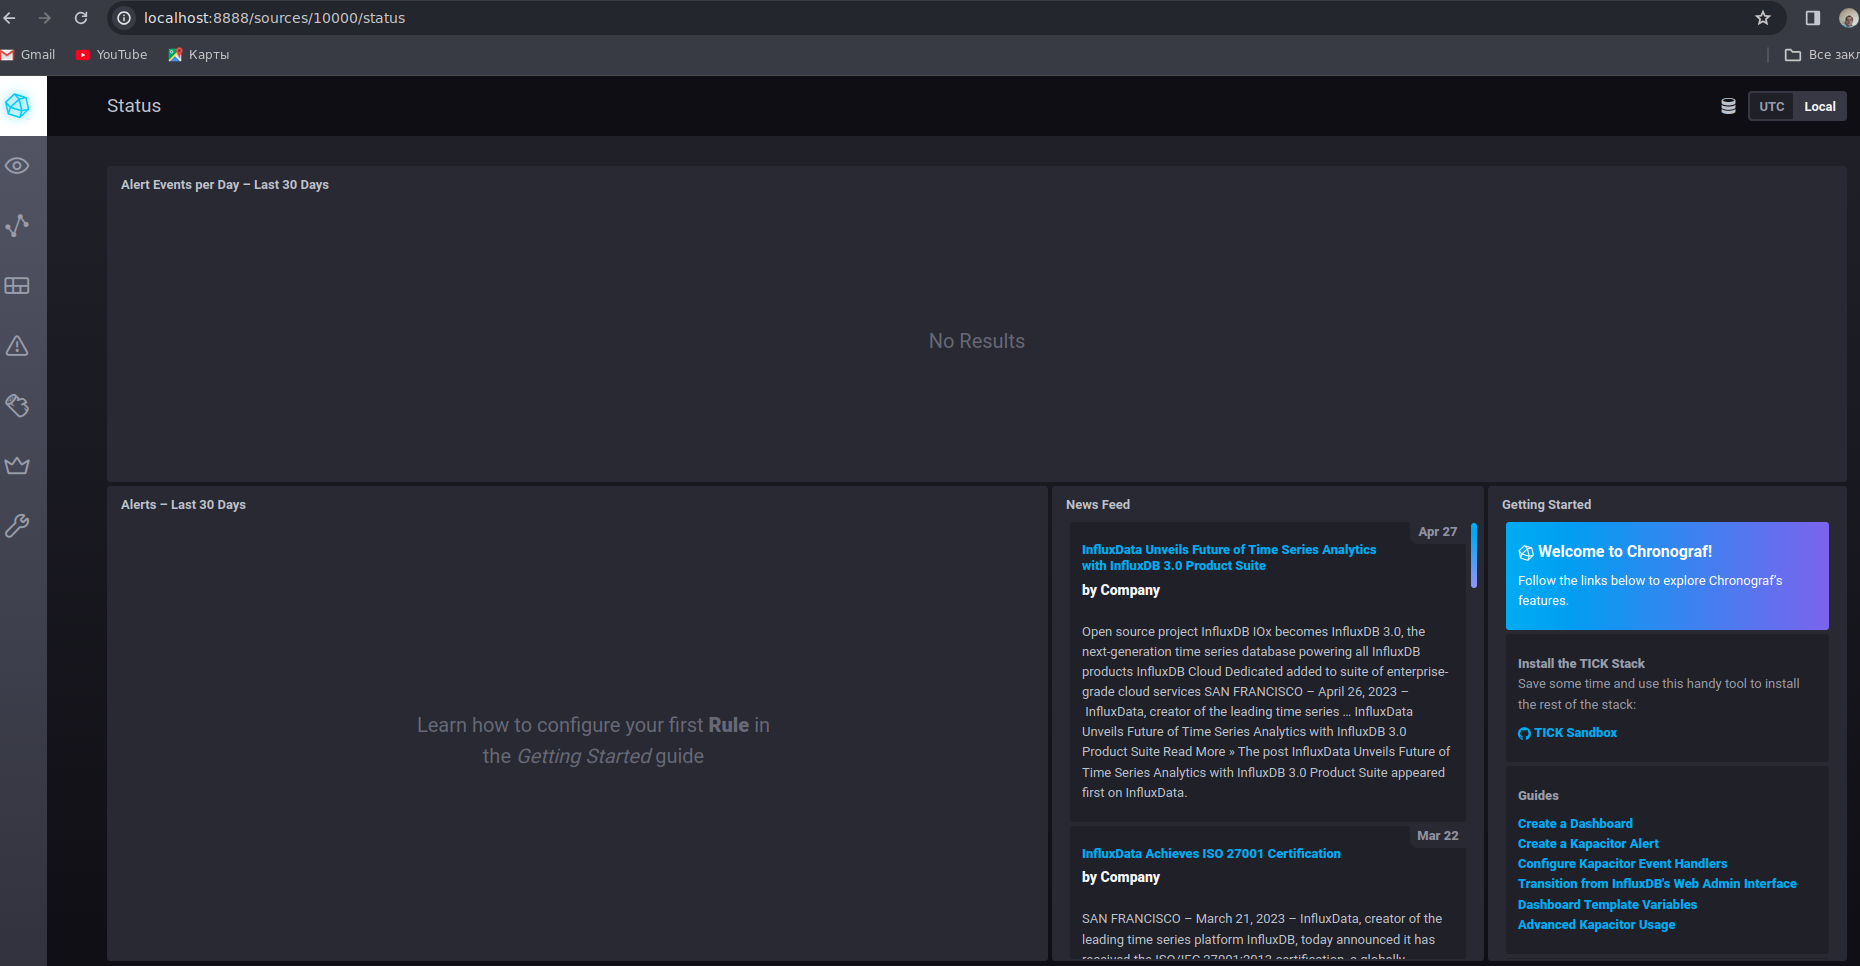 localhost:8888/sources/10000/status
Gmail YouTube Карты
Все закл
Status
UTC Local
Alert Events per Day – Last 30 Days
No Results
Alerts – Last 30 Days
Learn how to configure your first Rule in
the Getting Started guide
News Feed
Apr 27
InfluxData Unveils Future of Time Series Analytics
with InfluxDB 3.0 Product Suite
by Company
Open source project InfluxDB IOx becomes InfluxDB 3.0, the
next-generation time series database powering all InfluxDB
products InfluxDB Cloud Dedicated added to suite of enterprise-
grade cloud services SAN FRANCISCO – April 26, 2023 –
InfluxData, creator of the leading time series ... InfluxData
Unveils Future of Time Series Analytics with InfluxDB 3.0
Product Suite Read More » The post InfluxData Unveils Future of
Time Series Analytics with InfluxDB 3.0 Product Suite appeared
first on InfluxData.
Mar 22
InfluxData Achieves ISO 27001 Certification
by Company
SAN FRANCISCO – March 21, 2023 – InfluxData, creator of the
leading time series platform InfluxDB, today announced it has
received the ISO/IEC 27001:2013 certification, a globally
Getting Started
Welcome to Chronograf!
Follow the links below to explore Chronograf's
features.
Install the TICK Stack
Save some time and use this handy tool to install
the rest of the stack:
TICK Sandbox
Guides
Create a Dashboard
Create a Kapacitor Alert
Configure Kapacitor Event Handlers
Transition from InfluxDB's Web Admin Interface
Dashboard Template Variables
Advanced Kapacitor Usage